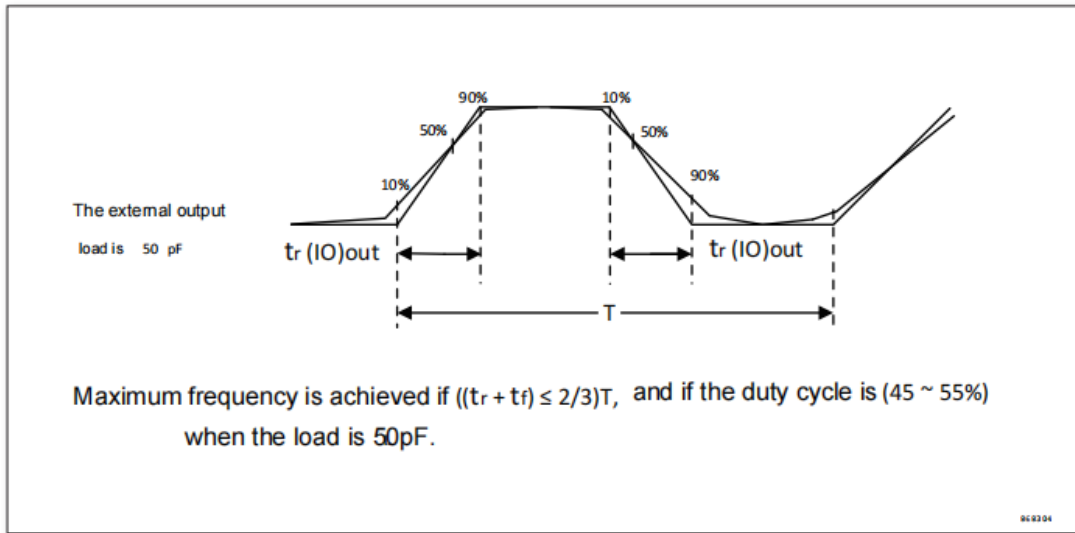 90%
10%
50%
50%
10%
90%
The external output
load is 50 pF
tr (IO)out
tr (IO)out
T
Maximum frequency is achieved if ((tr + tf) ≤ 2/3)T, and if the duty cycle is (45 ~ 55%)
when the load is 50pF.
868304